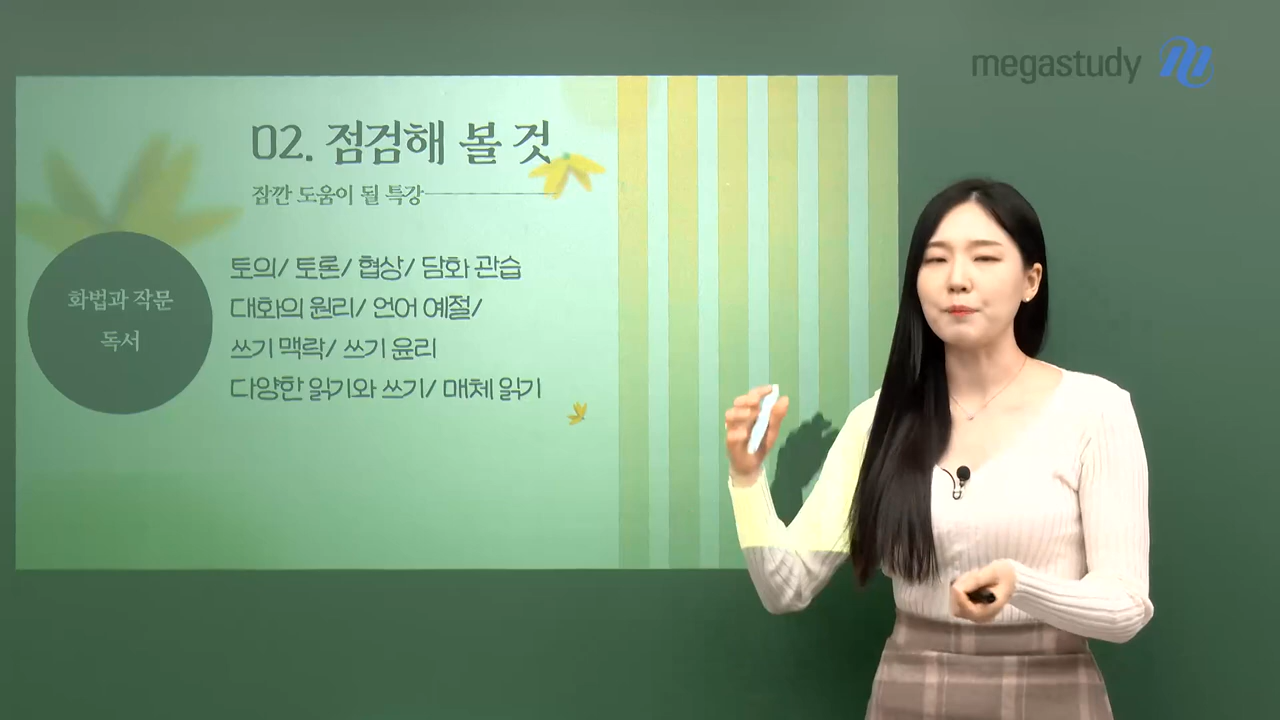 megastudy
02. 점검해 볼 것
잠깐 도움이 될 특강
화법과 작문
독서
토의/ 토론/ 협상/ 담화 관습
대화의 원리/ 언어 예절/
쓰기 맥락/ 쓰기 윤리
다양한 읽기와 쓰기/ 매체 읽기